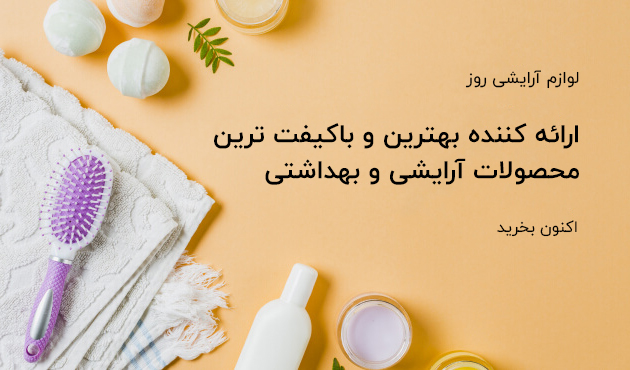 لوازم آرایشی روز
ارائه کننده بهترین و باکیفت ترین
محصولات آرایشی و بهداشتی
اکنون بخرید